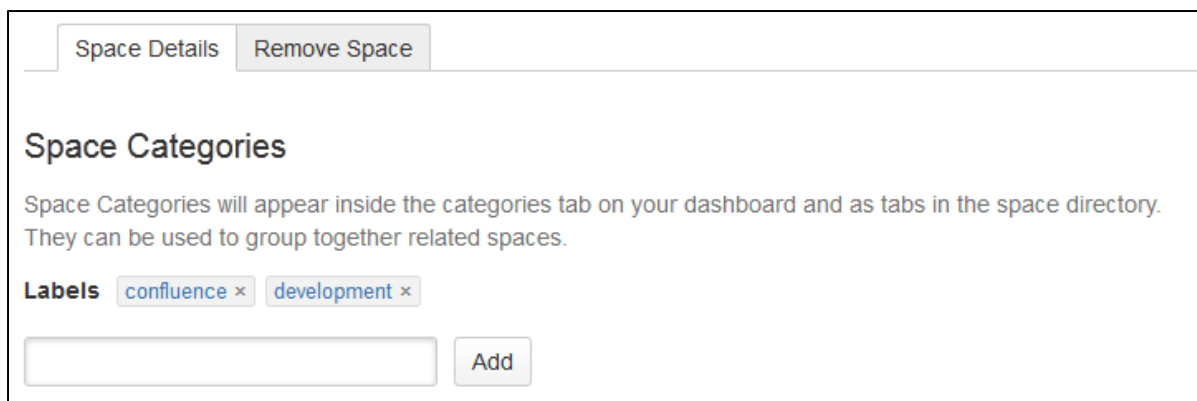 Space Details Remove Space
Space Categories
Space Categories will appear inside the categories tab on your dashboard and as tabs in the space directory.
They can be used to group together related spaces.
Labels confluence × development ×
Add